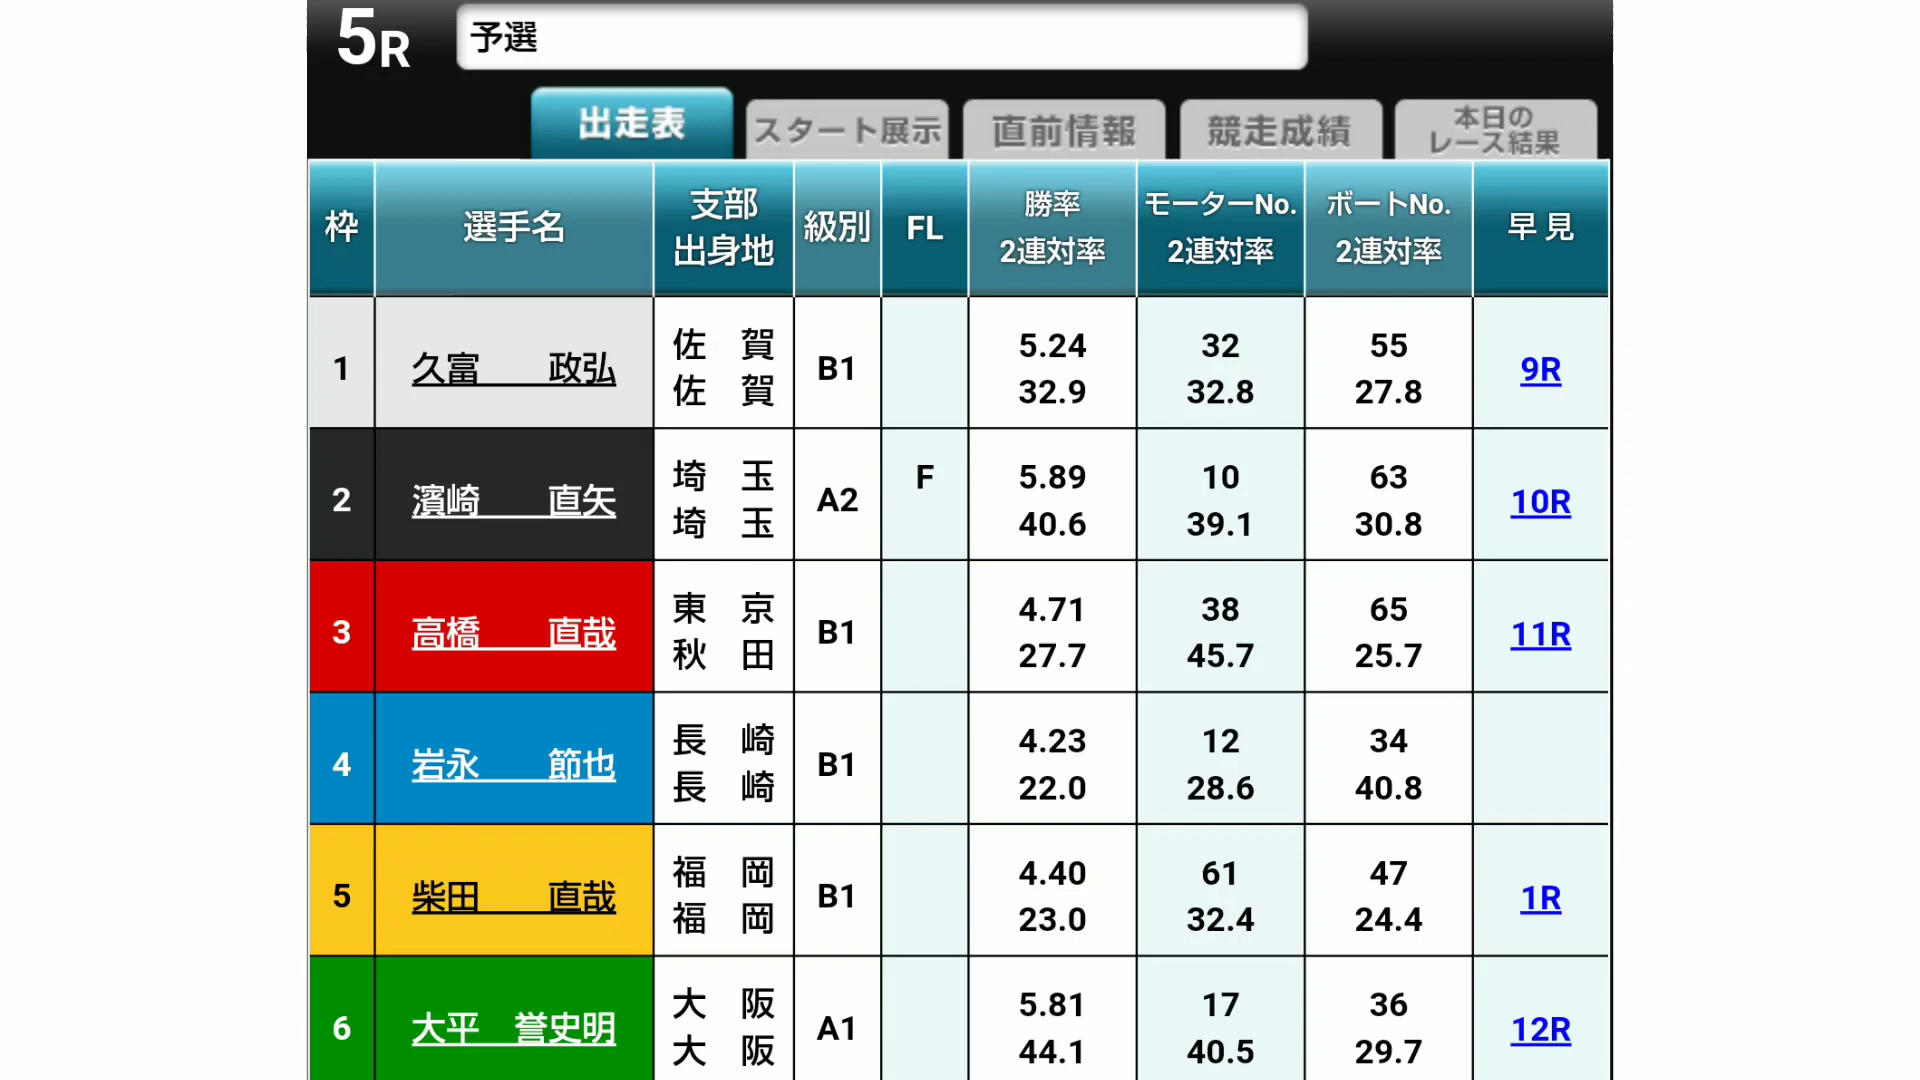 5R 予選
出走表 スタート展示 直前情報 競走成績 本日の
レース結果
枠 選手名 支部 級別 FL 勝率 モーターNo. ボートNo. 早見
出身地 2連対率 2連対率 2連対率
1 久富 政弘 佐賀 B1 5.24 32 55 9R
佐賀 32.9 32.8 27.8
2 濱崎 直矢 埼玉 A2 F 5.89 10 63 10R
埼玉 40.6 39.1 30.8
3 高橋 直哉 東京 B1 4.71 38 65 11R
秋田 27.7 45.7 25.7
4 岩永 節也 長崎 B1 4.23 12 34
長崎 22.0 28.6 40.8
5 柴田 直哉 福岡 B1 4.40 61 47 1R
福岡 23.0 32.4 24.4
6 大平 誉史明 大阪 A1 5.81 17 36 12R
大阪 44.1 40.5 29.7